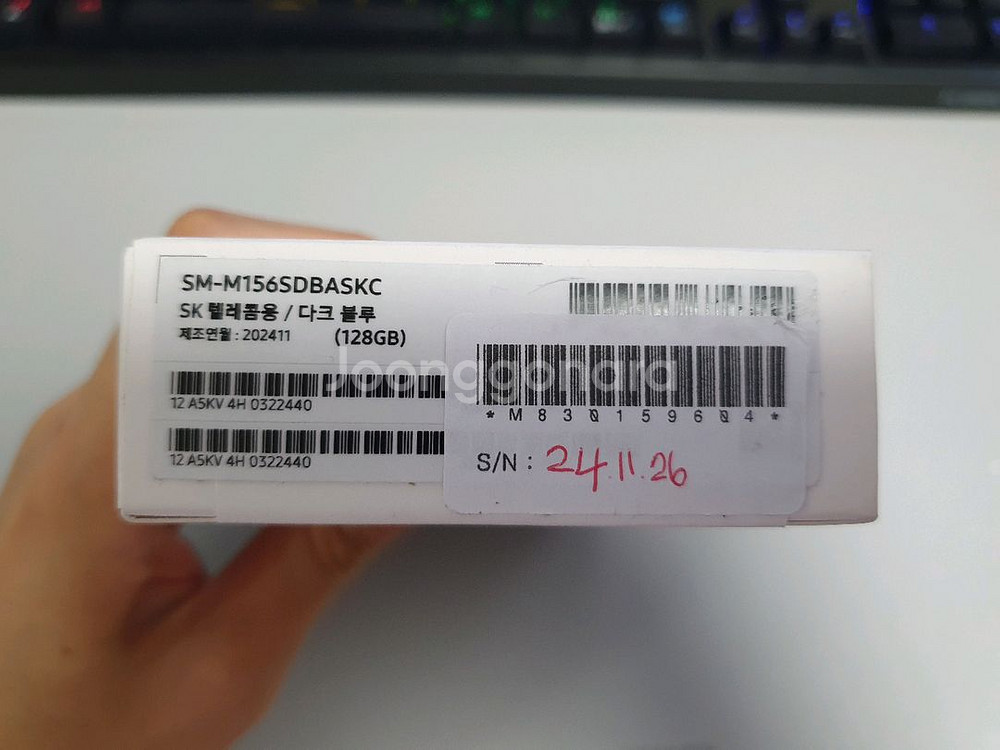 SM-M156SDBASKC
SK 텔레콤용 / 다크 블루
제조연월 : 202411 (128GB)
12 A5KV 4H 0322440
12 A5KV 4H 0322440
Joonggonara
* M 8 3 0 1 5 9 6 0 4 *
S/N : 24.11.26